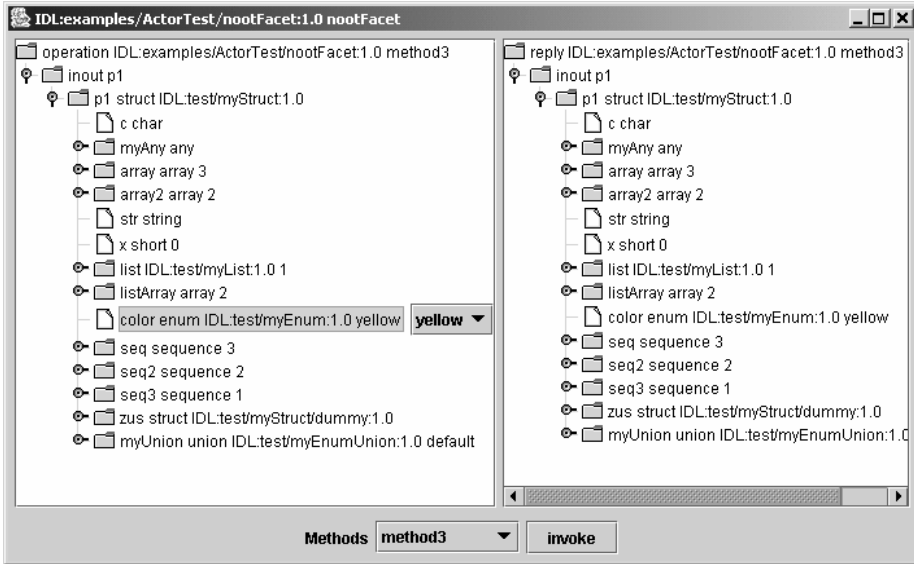 IDL:examples/ActorTest/nootFacet:1.0 nootFacet
operation IDL:examples/ActorTest/nootFacet:1.0 method3
inout p1
p1 struct IDL:test/myStruct:1.0
c char
myAny any
array array 3
array2 array 2
str string
x short 0
list IDL:test/myList:1.0 1
listArray array 2
color enum IDL:test/myEnum:1.0 yellow
yellow
seq sequence 3
seq2 sequence 2
seq3 sequence 1
zus struct IDL:test/myStruct/dummy:1.0
myUnion union IDL:test/myEnumUnion:1.0 default
reply IDL:examples/ActorTest/nootFacet:1.0 method3
inout p1
p1 struct IDL:test/myStruct:1.0
c char
myAny any
array array 3
array2 array 2
str string
x short 0
list IDL:test/myList:1.0 1
listArray array 2
color enum IDL:test/myEnum:1.0 yellow
seq sequence 3
seq2 sequence 2
seq3 sequence 1
zus struct IDL:test/myStruct/dummy:1.0
myUnion union IDL:test/myEnumUnion:1.0
Methods method3 invoke